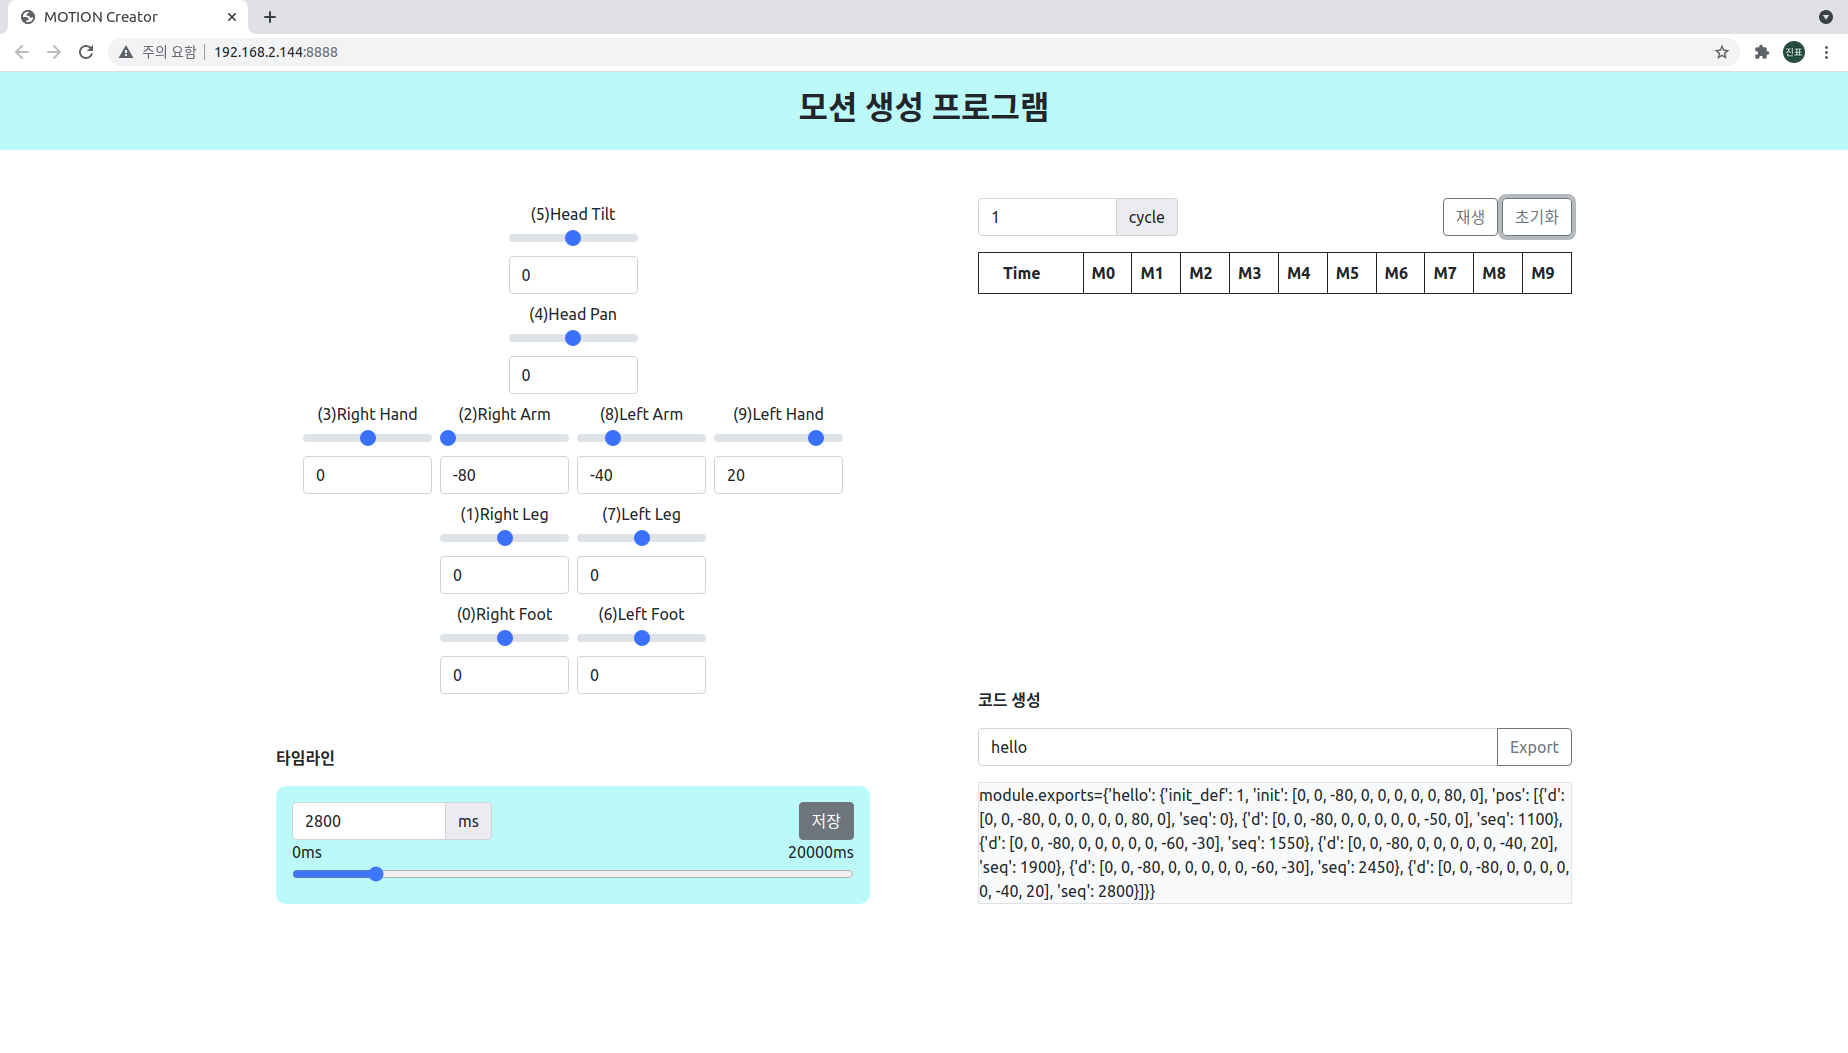 MOTION Creator
주의 요함
192.168.2.144:8888
진표
모션 생성 프로그램
(5)Head Tilt
0
(4)Head Pan
0
(3)Right Hand
(2)Right Arm
(8)Left Arm
(9)Left Hand
0
-80
-40
20
(1)Right Leg
(7)Left Leg
0
0
(0)Right Foot
(6)Left Foot
0
0
타임라인
2800
ms
저장
0ms
20000ms
1
cycle
재생
초기화
Time M0 M1 M2 M3 M4 M5 M6 M7 M8 M9
코드 생성
hello
Export
module.exports={'hello': {'init_def': 1, 'init': [0, 0, -80, 0, 0, 0, 0, 0, 80, 0], 'pos': [{'d':
[0, 0, -80, 0, 0, 0, 0, 0, 80, 0], 'seq': 0}, {'d': [0, 0, -80, 0, 0, 0, 0, 0, -50, 0], 'seq': 1100},
{'d': [0, 0, -80, 0, 0, 0, 0, 0, -60, -30], 'seq': 1550}, {'d': [0, 0, -80, 0, 0, 0, 0, 0, -40, 20],
'seq': 1900}, {'d': [0, 0, -80, 0, 0, 0, 0, 0, -60, -30], 'seq': 2450}, {'d': [0, 0, -80, 0, 0, 0, 0,
0, -40, 20], 'seq': 2800}]}}